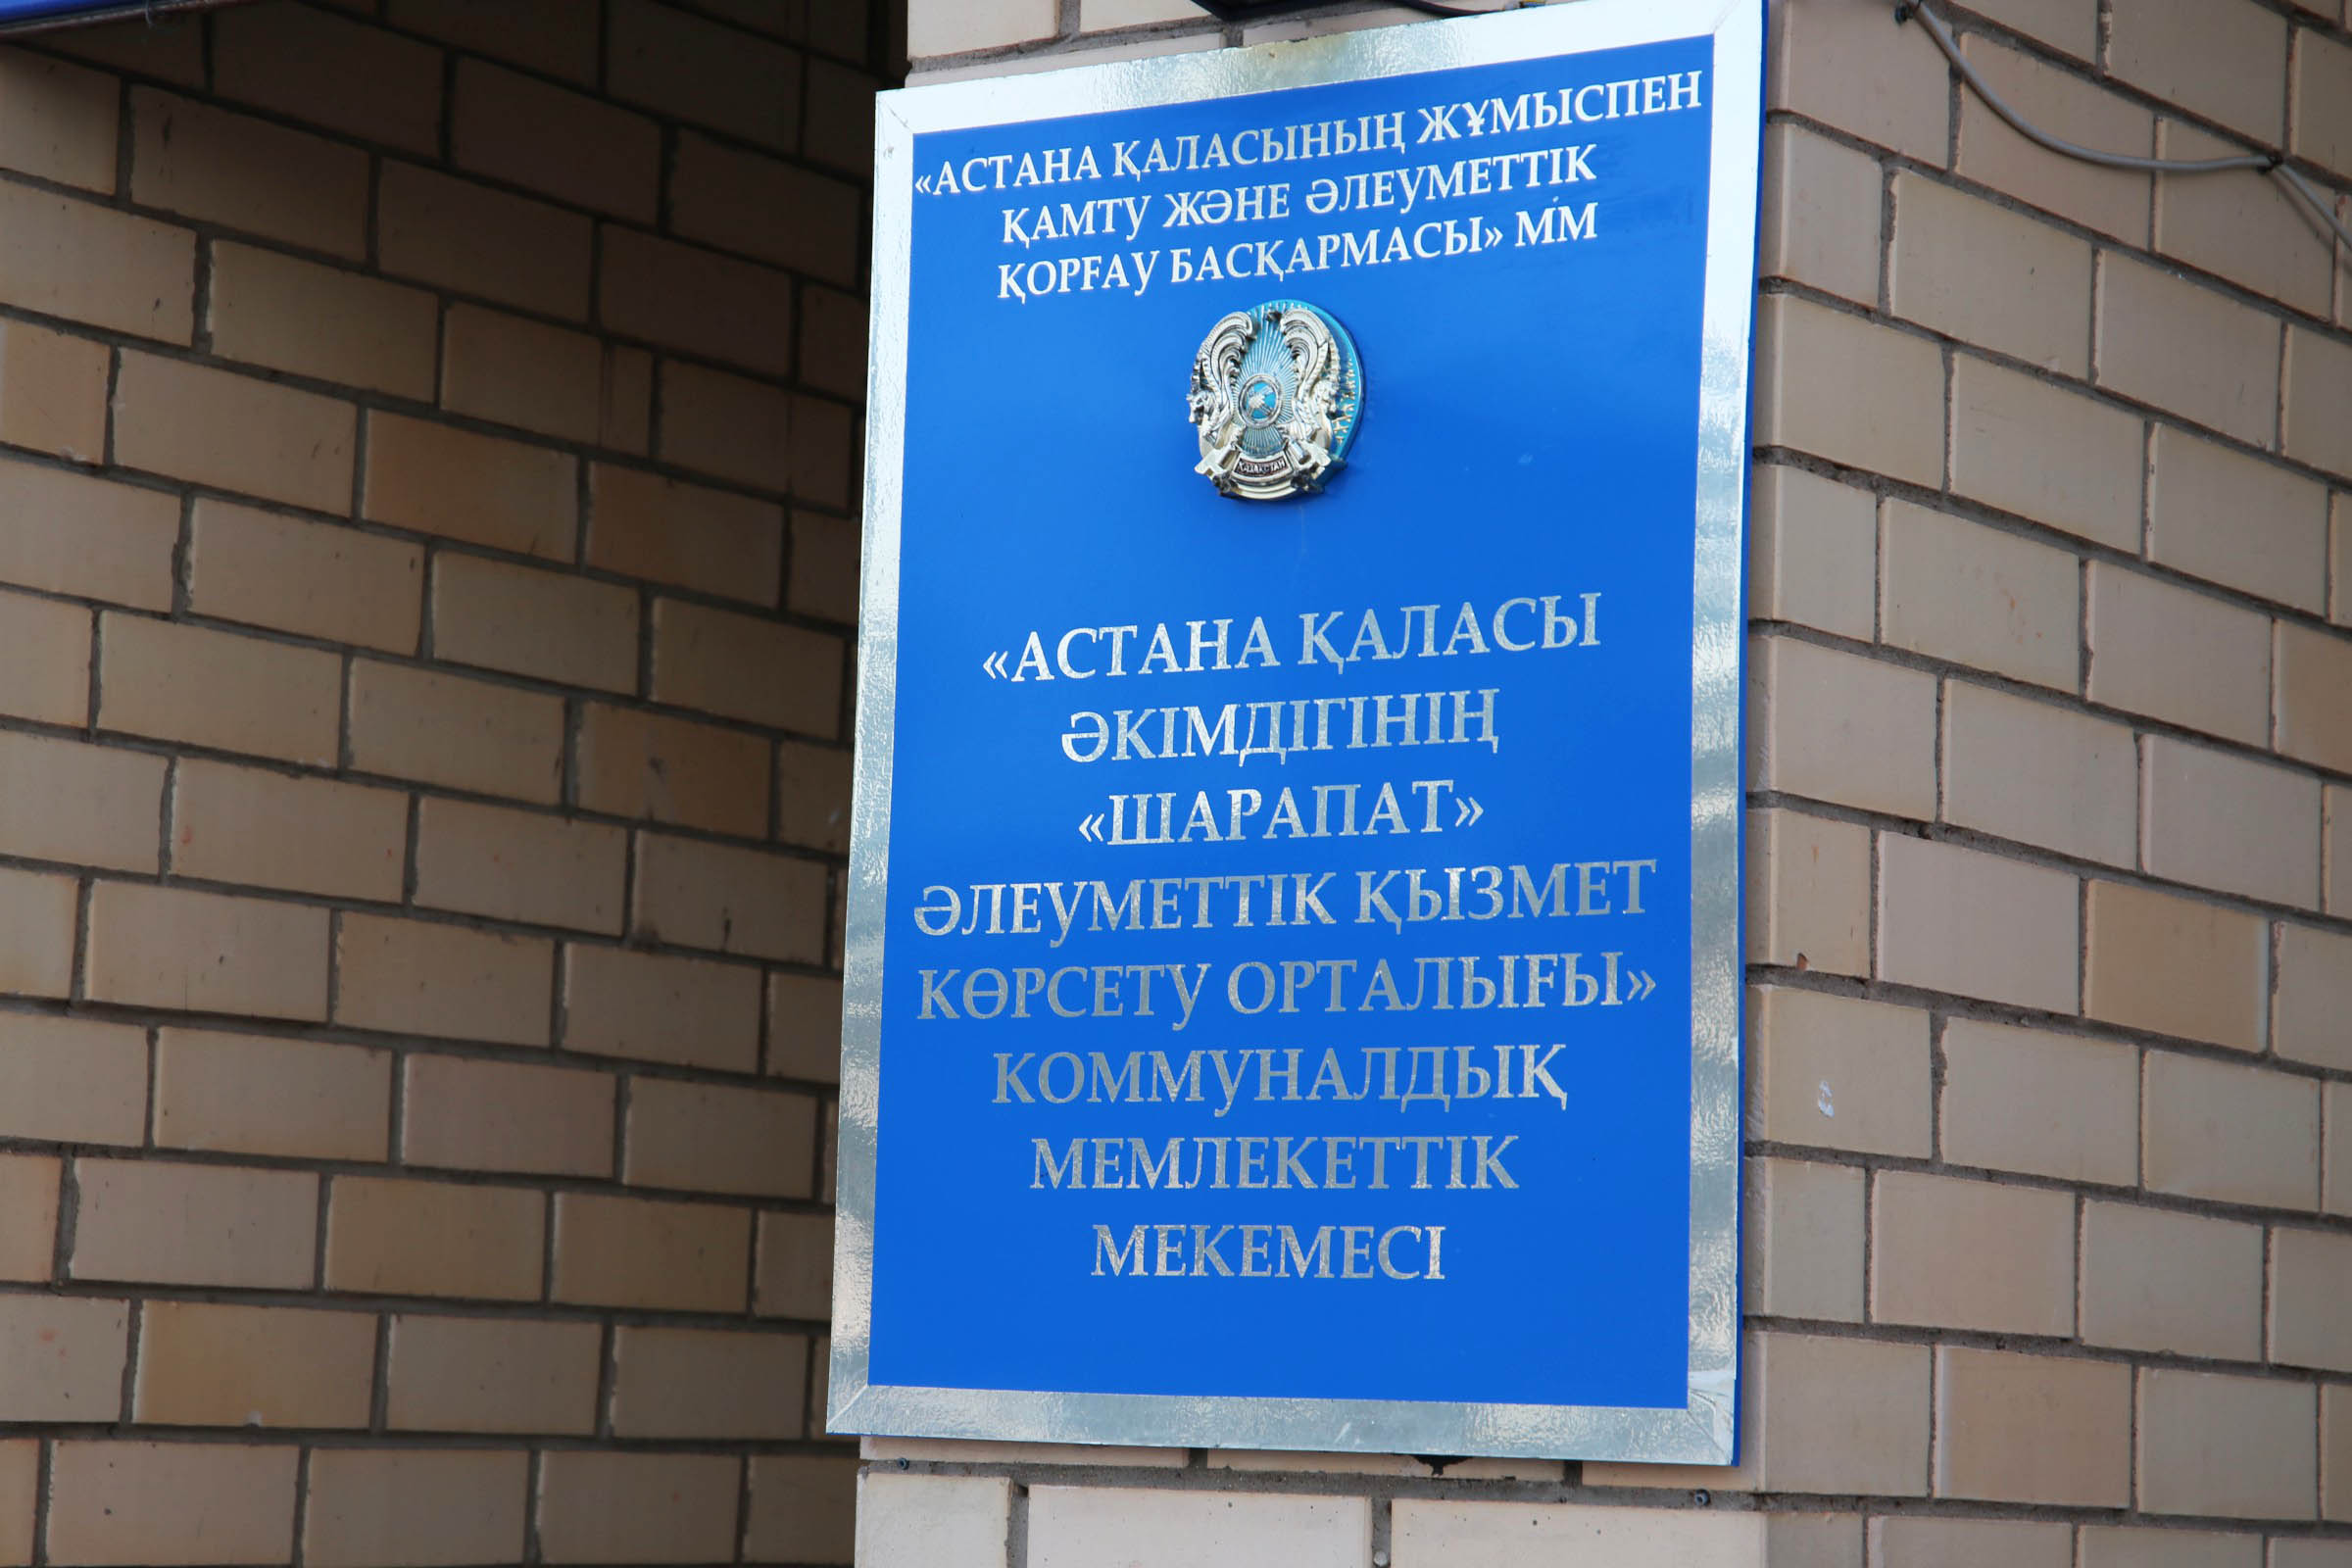 «АСТАНА ҚАЛАСЫНЫҢ ЖҰМЫСПЕН
ҚАМТУ ЖӘНЕ ӘЛЕУМЕТТІК
ҚОРҒАУ БАСҚАРМАСЫ» ММ
ҚАЗАҚСТАН
«АСТАНА ҚАЛАСЫ
ӘКІМДІГІНІҢ
«ШАРАПАТ»
ӘЛЕУМЕТТІК ҚЫЗМЕТ
КӨРСЕТУ ОРТАЛЫҒЫ»
КОММУНАЛДЫҚ
МЕМЛЕКЕТТІК
МЕКЕМЕСІ